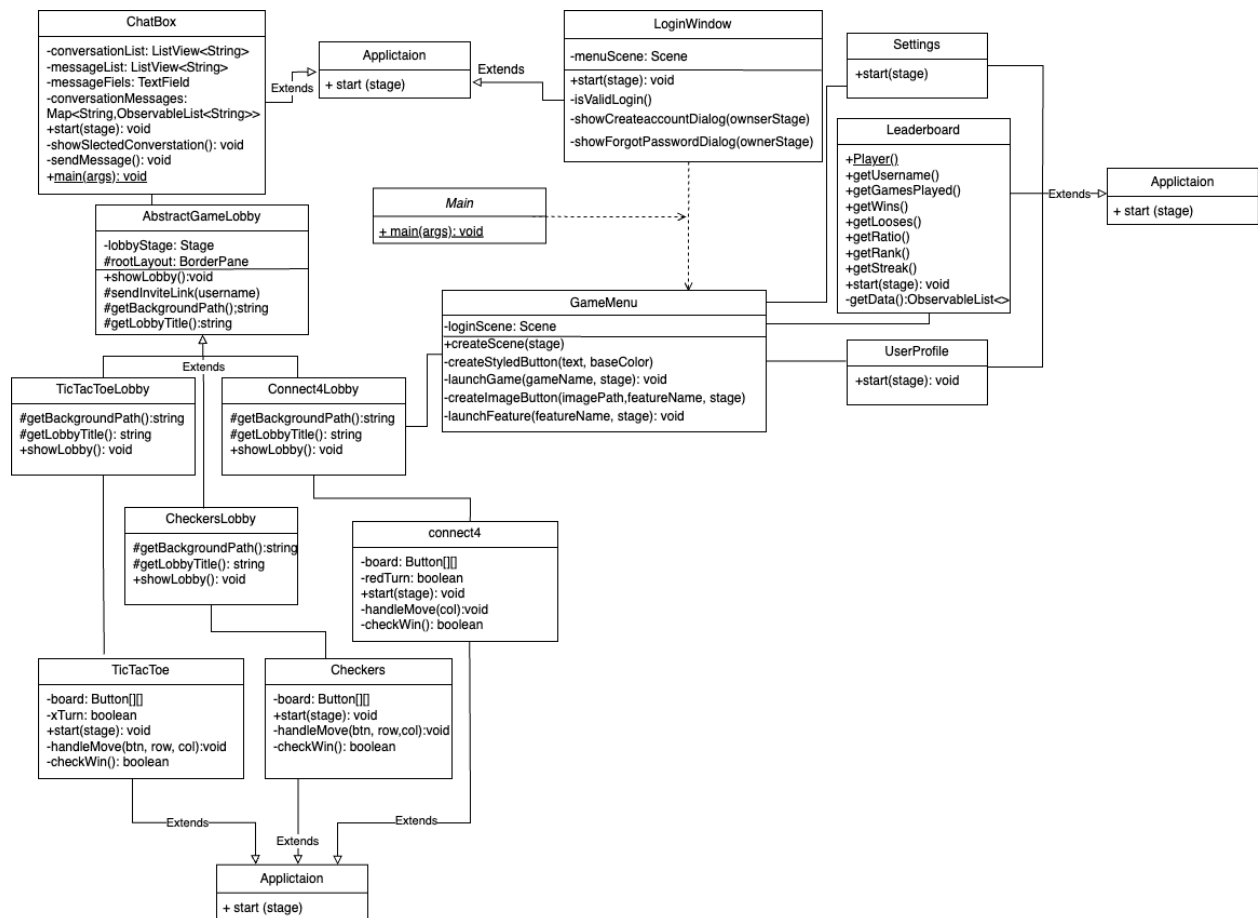 ChatBox
-conversationList: ListView<String>
-messageList: ListView<String>
-messageFiels: TextField
-conversationMessages:
Map<String,ObservableList<String>>
+start(stage): void
-showSlectedConverstation(): void
-sendMessage(): void
+main(args): void
Extends
Applictaion
+ start (stage)
Extends
LoginWindow
-menuScene: Scene
+start(stage): void
-isValidLogin()
-showCreateaccountDialog(ownserStage)
-showForgotPasswordDialog(ownerStage)
Settings
+start(stage)
Leaderboard
+Player()
+getUsername()
+getGamesPlayed()
+getWins()
+getLooses()
+getRatio()
+getRank()
+getStreak()
+start(stage): void
-getData():ObservableList<>
Extends
Applictaion
+ start (stage)
Main
+ main(args): void
AbstractGameLobby
-lobbyStage: Stage
#rootLayout: BorderPane
+showLobby():void
#sendInviteLink(username)
#getBackgroundPath();string
#getLobbyTitle():string
Extends
GameMenu
-loginScene: Scene
+createScene(stage)
-createStyledButton(text, baseColor)
-launchGame(gameName, stage): void
-createImageButton(imagePath,featureName, stage)
-launchFeature(featureName, stage): void
UserProfile
+start(stage): void
TicTacToeLobby
#getBackgroundPath():string
#getLobbyTitle(): string
+showLobby(): void
Connect4Lobby
#getBackgroundPath():string
#getLobbyTitle(): string
+showLobby(): void
CheckersLobby
#getBackgroundPath():string
#getLobbyTitle(): string
+showLobby(): void
connect4
-board: Button[][]
-redTurn: boolean
+start(stage): void
-handleMove(col):void
-checkWin(): boolean
TicTacToe
-board: Button[][]
-xTurn: boolean
+start(stage): void
-handleMove(btn, row, col):void
-checkWin(): boolean
Checkers
-board: Button[][]
+start(stage): void
-handleMove(btn, row,col):void
-checkWin(): boolean
Extends
Extends
Extends
Applictaion
+ start (stage)